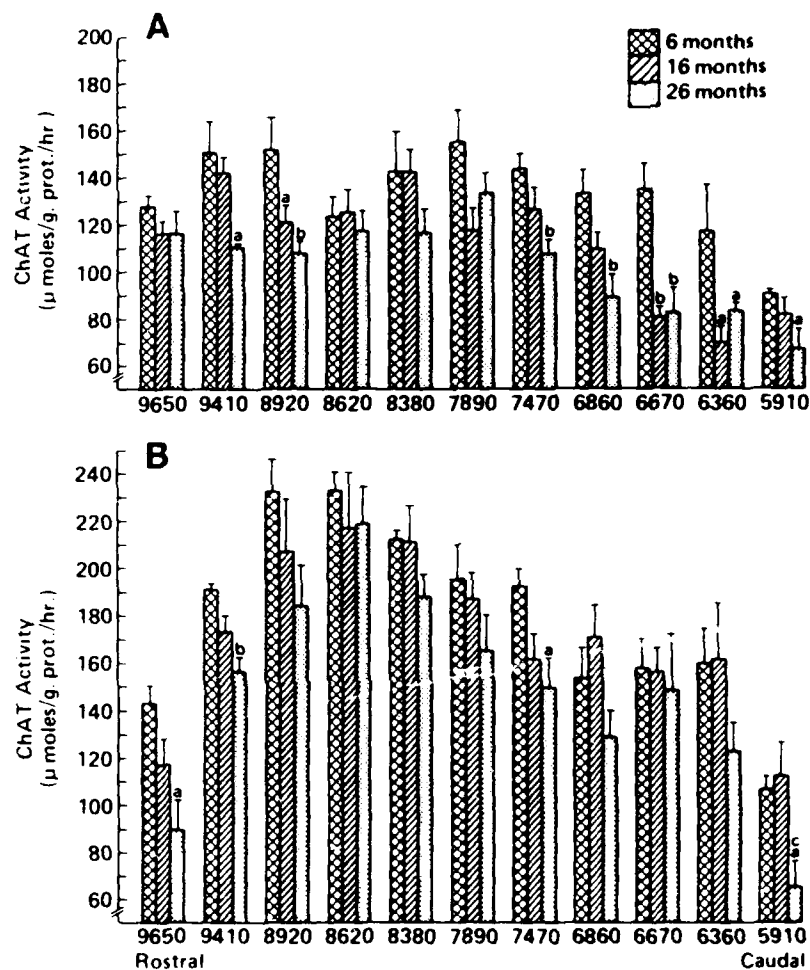 A
6 months
16 months
26 months
ChAT Activity
(μ moles/g. prot./hr.)
200
180
160
140
120
100
80
60
a
a
b
b
b
b
b
a
a
a
9650 9410 8920 8620 8380 7890 7470 6860 6670 6360 5910
B
ChAT Activity
(μ moles/g. prot./hr.)
240
220
200
180
160
140
120
100
80
60
a
b
a
c
a
9650 9410 8920 8620 8380 7890 7470 6860 6670 6360 5910
Rostral Caudal